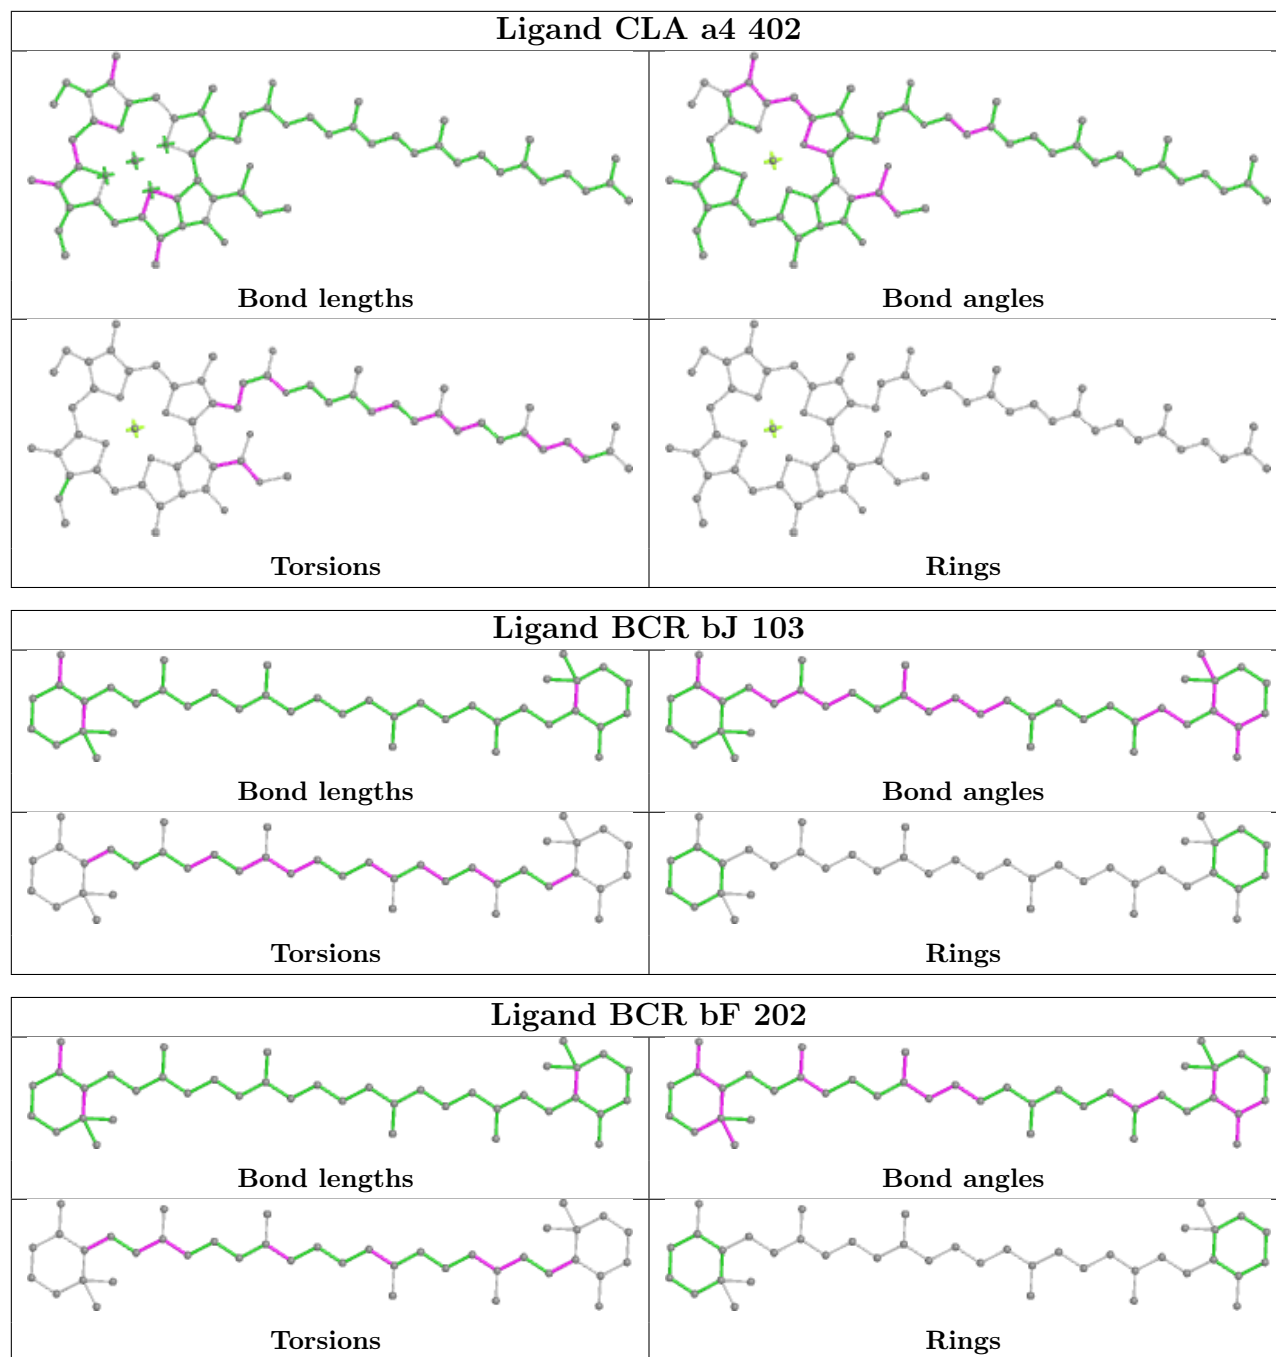 Ligand CLA a4 402
Bond lengths
Bond angles
Torsions
Rings
Ligand BCR bJ 103
Bond lengths
Bond angles
Torsions
Rings
Ligand BCR bF 202
Bond lengths
Bond angles
Torsions
Rings